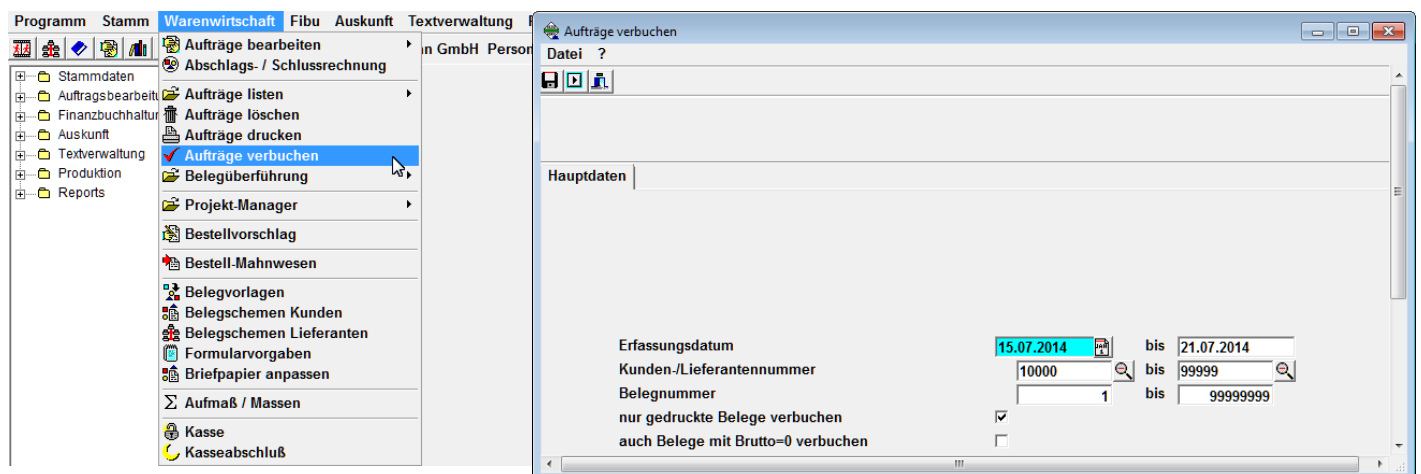 Programm Stamm Warenwirtschaft Fibu Auskunft Textverwaltung
n GmbH Person
Stammdaten
Auftragsbearbeitu
Finanzbuchhaltur
Auskunft
Textverwaltung
Produktion
Reports
Aufträge bearbeiten
Abschlags- / Schlussrechnung
Aufträge listen
Aufträge löschen
Aufträge drucken
Aufträge verbuchen
Belegüberführung
Projekt-Manager
Bestellvorschlag
Bestell-Mahnwesen
Belegvorlagen
Belegschemen Kunden
Belegschemen Lieferanten
Formularvorgaben
Briefpapier anpassen
Σ Aufmaß / Massen
Kasse
Kasseabschluß
Aufträge verbuchen
Datei ?
Hauptdaten
Erfassungsdatum 15.07.2014 bis 21.07.2014
Kunden-/Lieferantennummer 10000 bis 99999
Belegnummer 1 bis 99999999
nur gedruckte Belege verbuchen
auch Belege mit Brutto=0 verbuchen